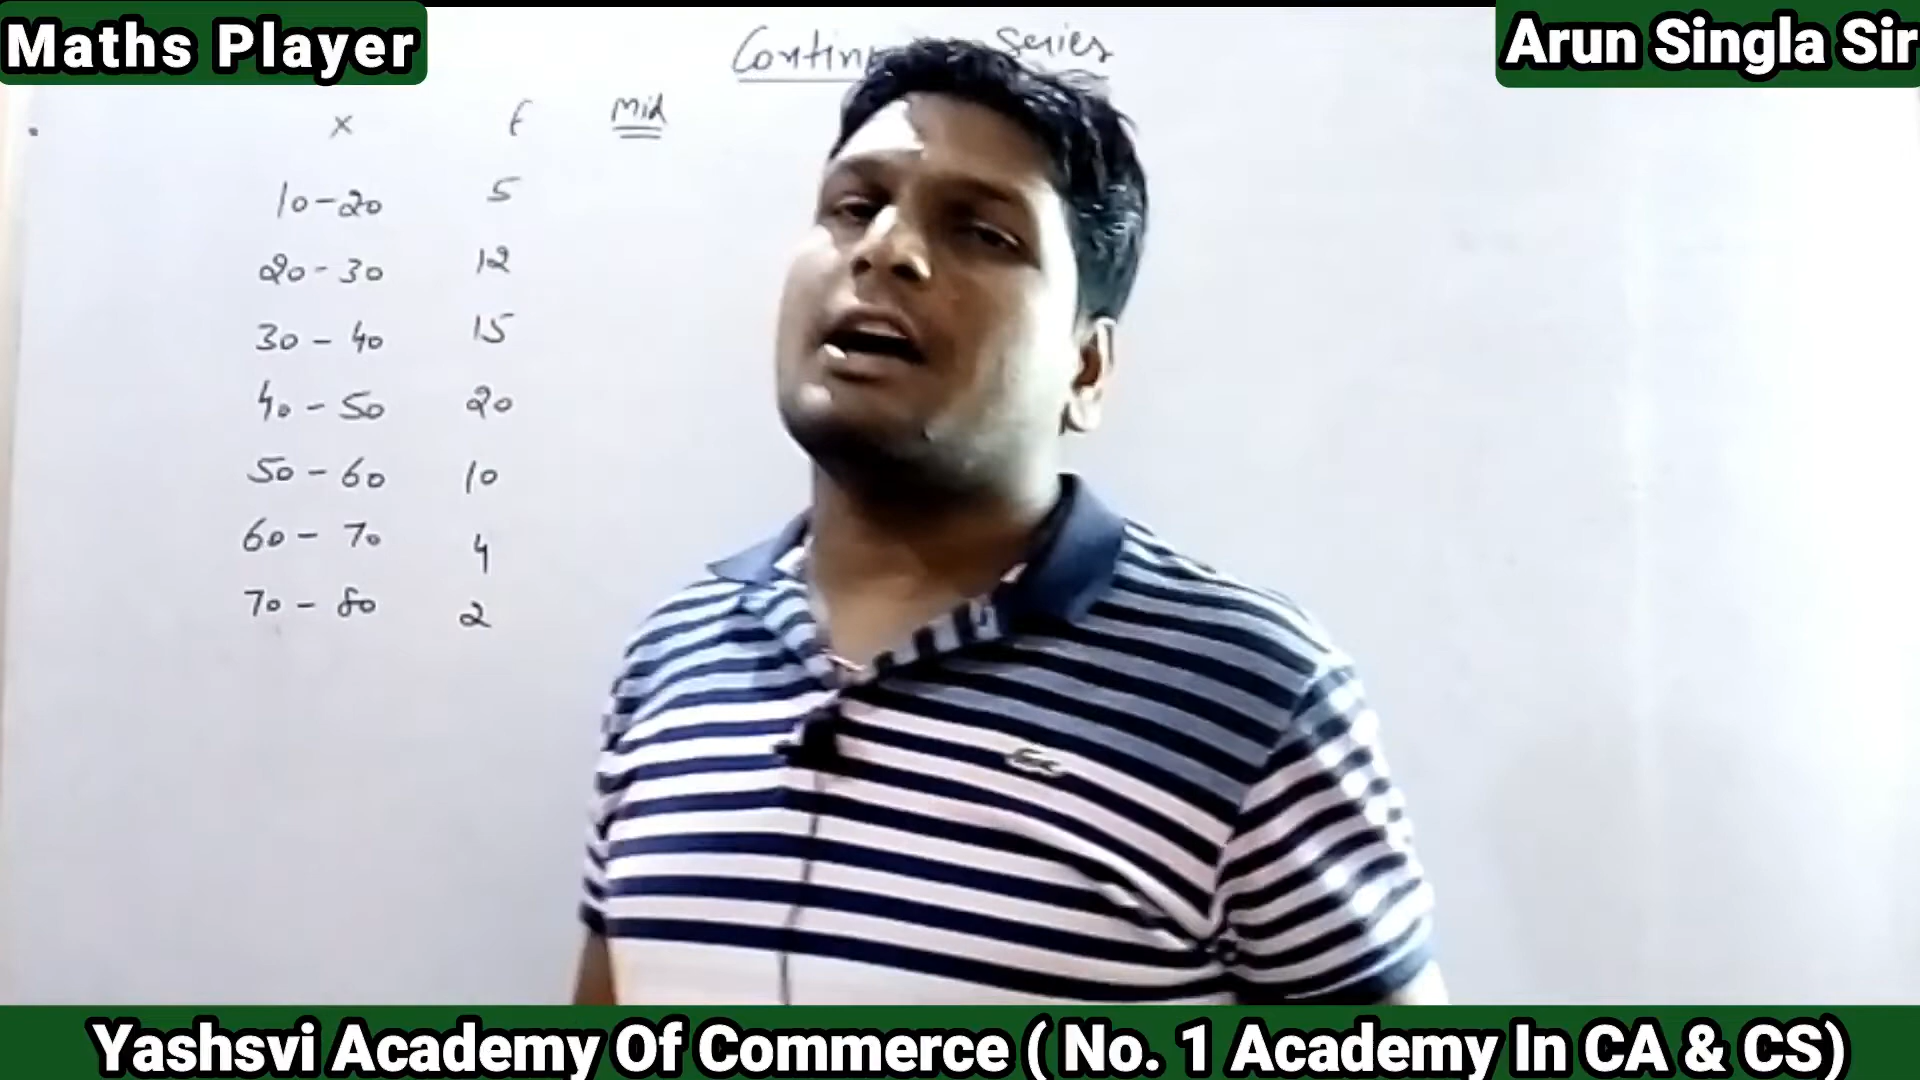 Maths Player
Arun Singla Sir
Series
x f Mid
10-20 5
20-30 12
30-40 15
40-50 20
50-60 10
60-70 4
70-80 2
Yashsvi Academy Of Commerce ( No. 1 Academy In CA & CS)